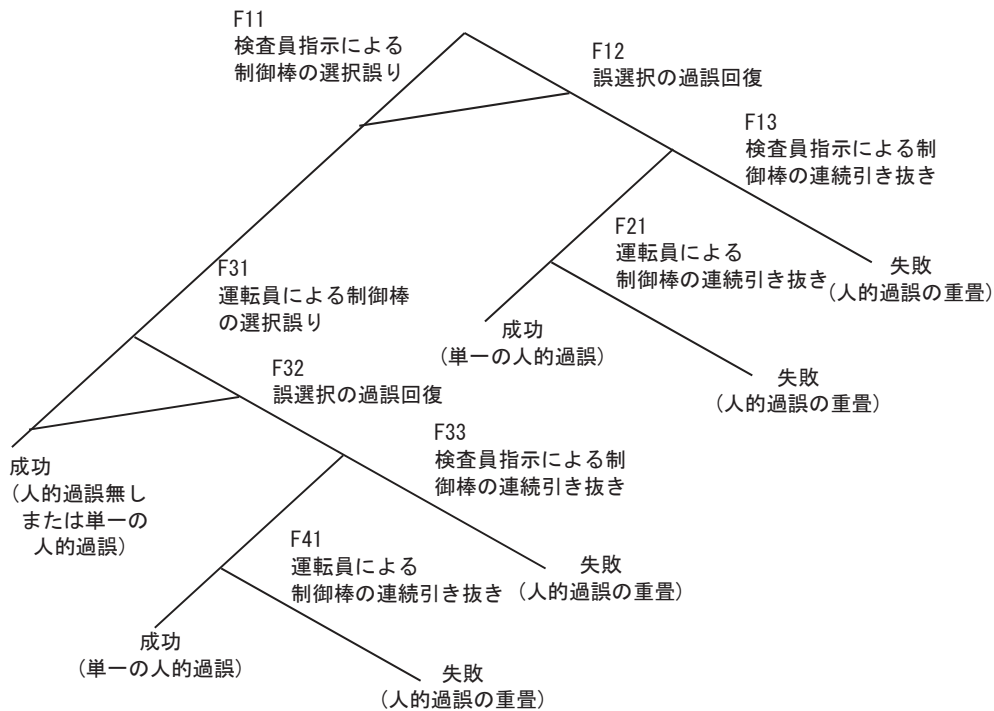 F11
検査員指示による
制御棒の選択誤り
F12
誤選択の過誤回復
F13
検査員指示による制
御棒の連続引き抜き
F21
運転員による
制御棒の連続引き抜き
失敗
(人的過誤の重畳)
成功
(単一の人的過誤)
失敗
(人的過誤の重畳)
F31
運転員による制御棒
の選択誤り
F32
誤選択の過誤回復
F33
検査員指示による制
御棒の連続引き抜き
成功
(人的過誤無し
または単一の
人的過誤)
F41
運転員による
制御棒の連続引き抜き
失敗
(人的過誤の重畳)
成功
(単一の人的過誤)
失敗
(人的過誤の重畳)